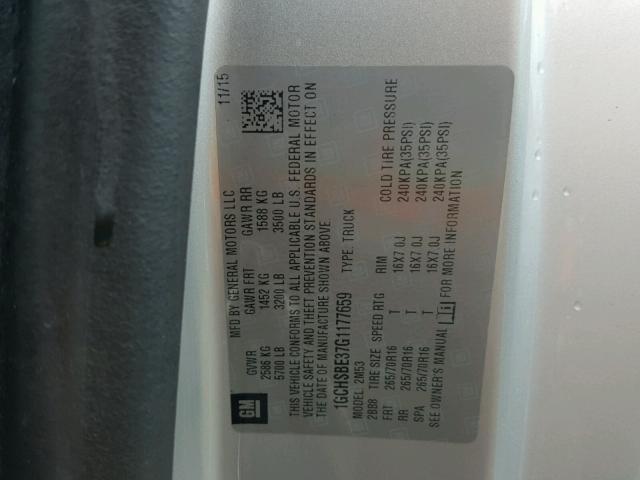 GM
MFD BY GENERAL MOTORS LLC
11/15
GVWR GAWR FRT GAWR RR
2586 KG 1452 KG 1588 KG
5700 LB 3200 LB 3500 LB
THIS VEHICLE CONFORMS TO ALL APPLICABLE U.S. FEDERAL MOTOR
VEHICLE SAFETY AND THEFT PREVENTION STANDARDS IN EFFECT ON
THE DATE OF MANUFACTURE SHOWN ABOVE.
1GCHSBE37G1177659 TYPE: TRUCK
MODEL: 2M53
2BB8 TIRE SIZE SPEED RTG RIM COLD TIRE PRESSURE
FRT 265/70R16 T 16X7.0J 240KPA(35PSI)
RR 265/70R16 T 16X7.0J 240KPA(35PSI)
SPA 265/70R16 T 16X7.0J 240KPA(35PSI)
SEE OWNER'S MANUAL i FOR MORE INFORMATION